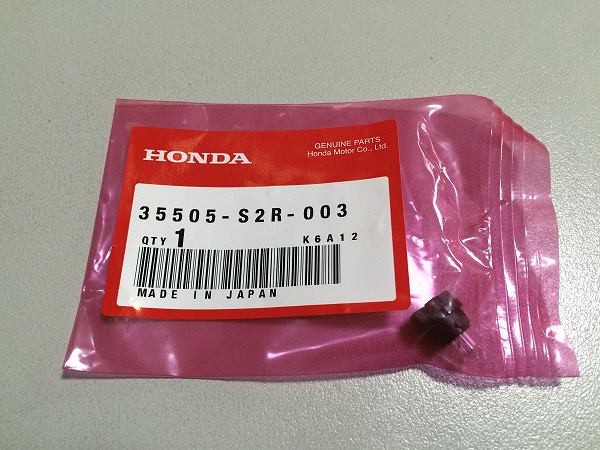 HONDA
GENUINE PARTS
Honda Motor Co., Ltd.
35505-S2R-003
QTY 1 K6A12
MADE IN JAPAN